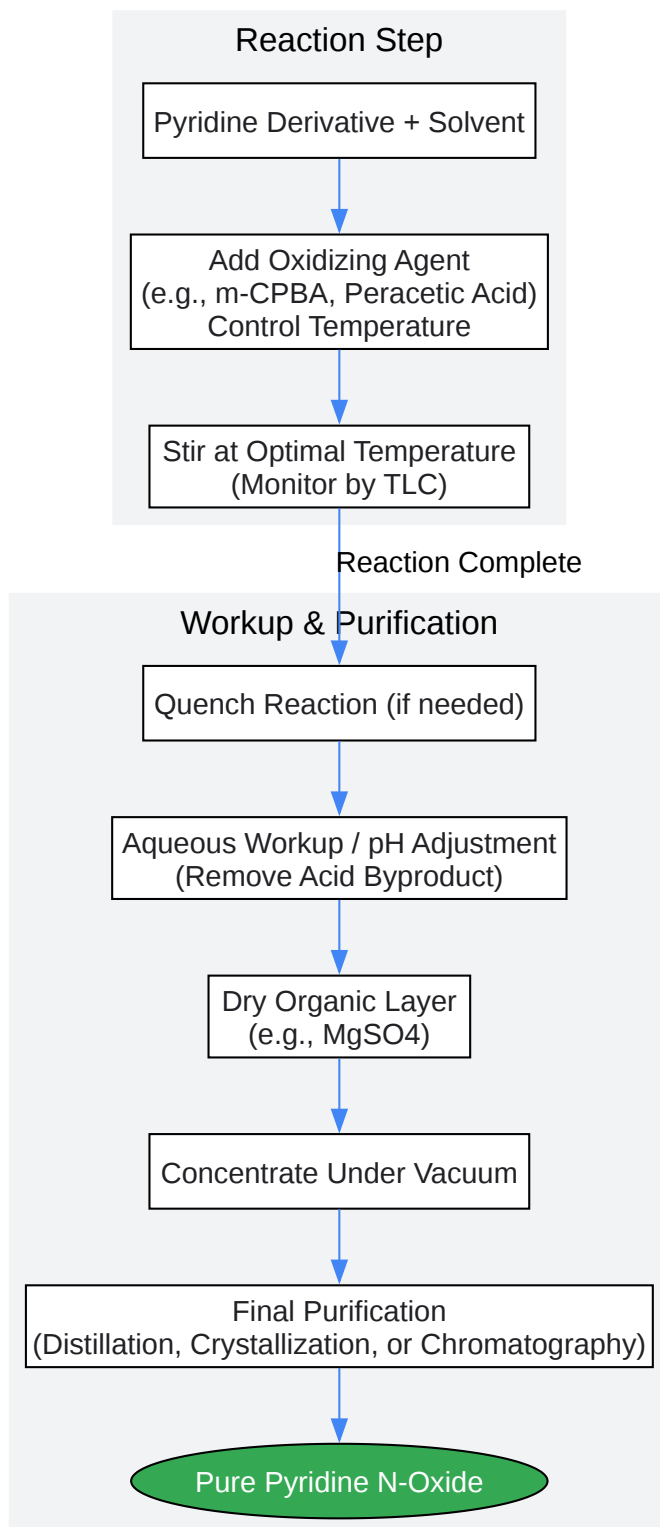 Reaction Step
Pyridine Derivative + Solvent
Add Oxidizing Agent
(e.g., m-CPBA, Peracetic Acid)
Control Temperature
Stir at Optimal Temperature
(Monitor by TLC)
Reaction Complete
Workup & Purification
Quench Reaction (if needed)
Aqueous Workup / pH Adjustment
(Remove Acid Byproduct)
Dry Organic Layer
(e.g., MgSO4)
Concentrate Under Vacuum
Final Purification
(Distillation, Crystallization, or Chromatography)
Pure Pyridine N-Oxide